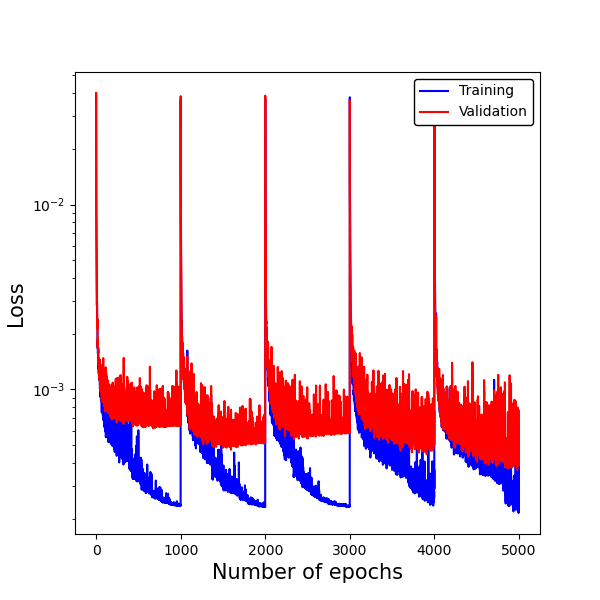 Training
Validation
Loss
10⁻²
10⁻³
0 1000 2000 3000 4000 5000
Number of epochs